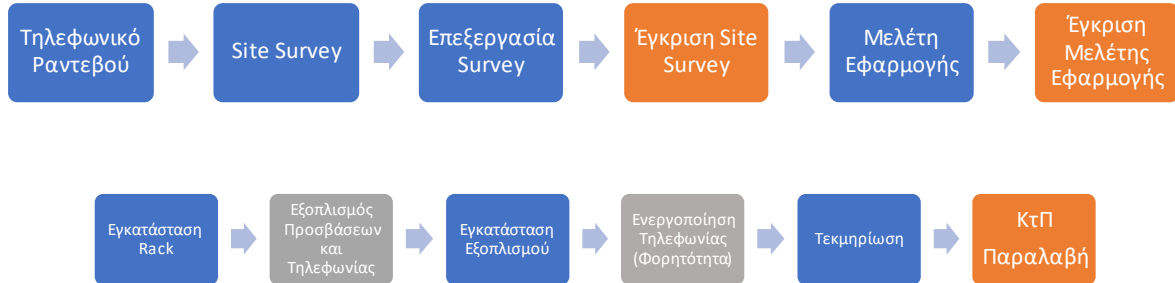 Τηλεφωνικό
Ραντεβού
Site Survey
Επεξεργασία
Survey
Έγκριση Site
Survey
Μελέτη
Εφαρμογής
Έγκριση
Μελέτης
Εφαρμογής
Εγκατάσταση
Rack
Εξοπλισμός
Προσβάσεων
και
Τηλεφωνίας
Εγκατάσταση
Εξοπλισμού
Ενεργοποίηση
Τηλεφωνίας
(Φορητότητα)
Τεκμηρίωση
ΚτΠ
Παραλαβή